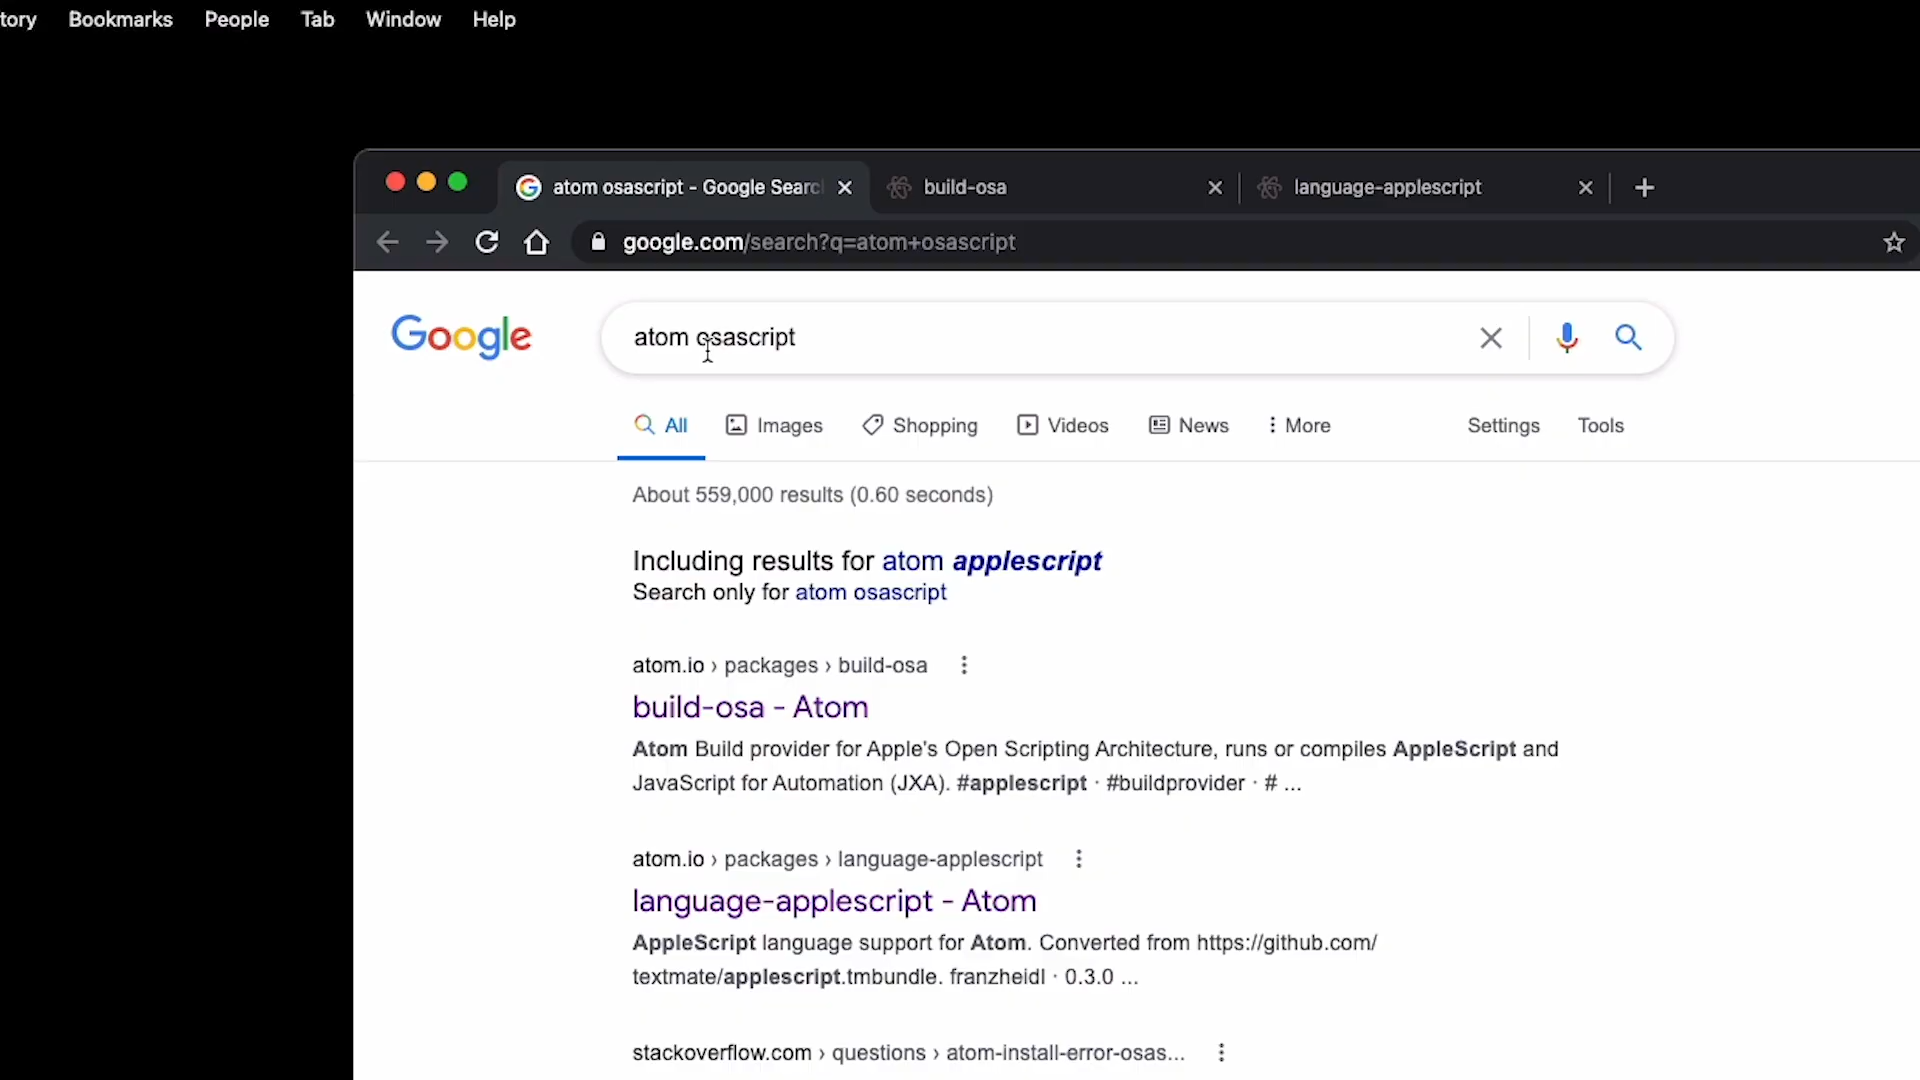 tory Bookmarks People Tab Window Help
atom osascript - Google Searc build-osa language-applescript
google.com/search?q=atom+osascript
Google atom osascript
All Images Shopping Videos News More Settings Tools
About 559,000 results (0.60 seconds)
Including results for atom applescript
Search only for atom osascript
atom.io › packages › build-osa
build-osa - Atom
Atom Build provider for Apple's Open Scripting Architecture, runs or compiles AppleScript and
JavaScript for Automation (JXA). #applescript · #buildprovider · # ...
atom.io › packages › language-applescript
language-applescript - Atom
AppleScript language support for Atom. Converted from https://github.com/
textmate/applescript.tmbundle. franzheidl · 0.3.0 ...
stackoverflow.com › questions › atom-install-error-osas...